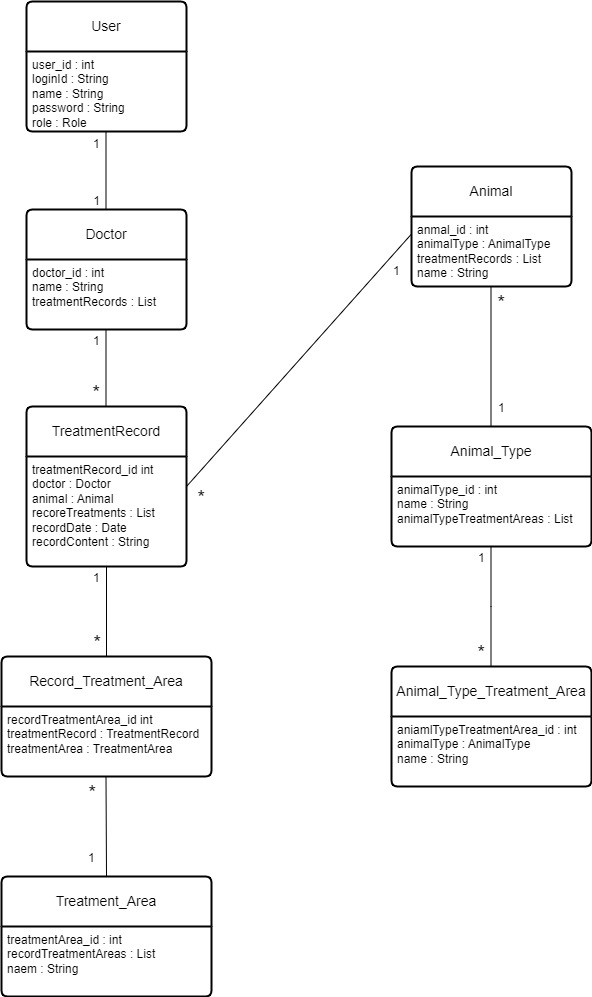 User
user_id : int
loginId : String
name : String
password : String
role : Role
1
1
Doctor
doctor_id : int
name : String
treatmentRecords : List
1
*
Animal
anmal_id : int
animalType : AnimalType
treatmentRecords : List
name : String
1
*
*
1
TreatmentRecord
treatmentRecord_id int
doctor : Doctor
animal : Animal
recoreTreatments : List
recordDate : Date
recordContent : String
1
*
Animal_Type
animalType_id : int
name : String
animalTypeTreatmentAreas : List
1
*
Record_Treatment_Area
recordTreatmentArea_id int
treatmentRecord : TreatmentRecord
treatmentArea : TreatmentArea
*
1
Animal_Type_Treatment_Area
aniamlTypeTreatmentArea_id : int
animalType : AnimalType
name : String
Treatment_Area
treatmentArea_id : int
recordTreatmentAreas : List
naem : String